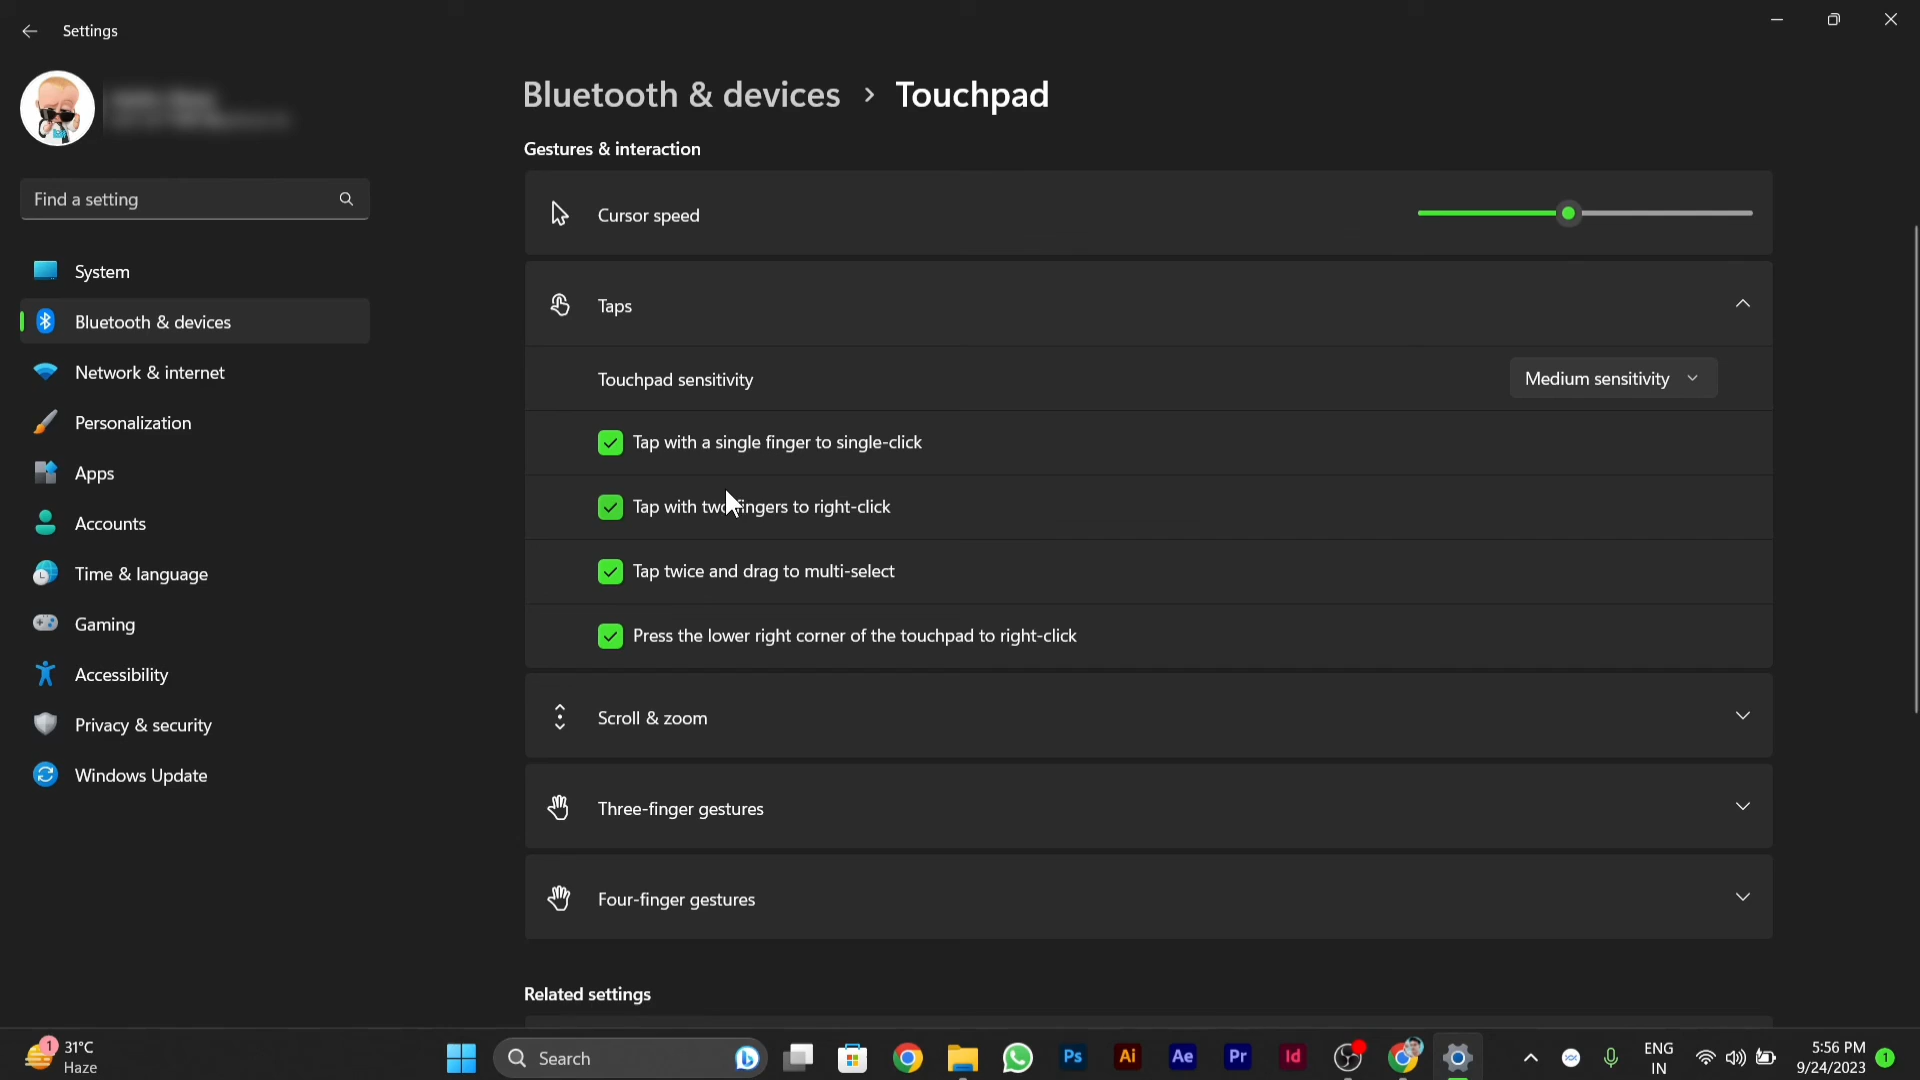 Settings
Find a setting
System
Bluetooth & devices
Network & internet
Personalization
Apps
Accounts
Time & language
Gaming
Accessibility
Privacy & security
Windows Update
Bluetooth & devices › Touchpad
Gestures & interaction
Cursor speed
Taps
Touchpad sensitivity
Medium sensitivity
Tap with a single finger to single-click
Tap with two fingers to right-click
Tap twice and drag to multi-select
Press the lower right corner of the touchpad to right-click
Scroll & zoom
Three-finger gestures
Four-finger gestures
Related settings
1
31°C
Haze
Search
Ps
Ai
Ae
Pr
Id
ENG
IN
5:56 PM
9/24/2023
1